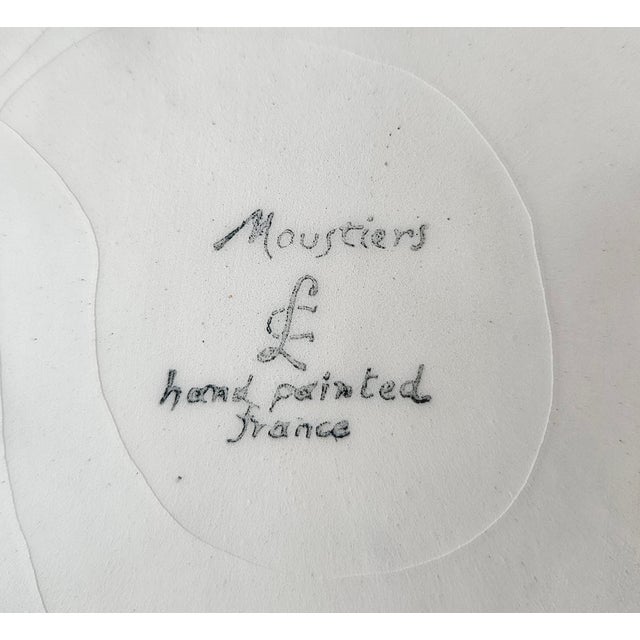 Moustiers
hand painted
france